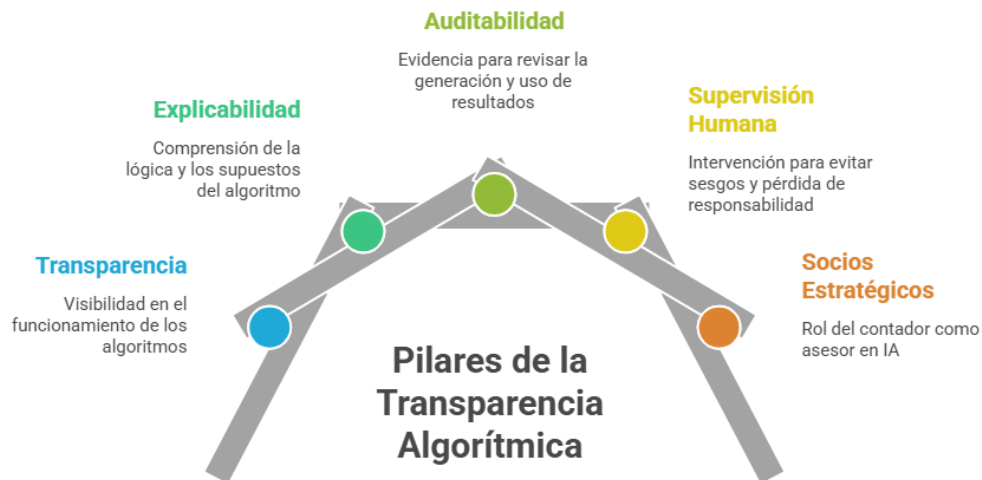 Auditabilidad
Evidencia para revisar la
generación y uso de
resultados
Explicabilidad
Comprensión de la
lógica y los supuestos
del algoritmo
Supervisión
Humana
Intervención para evitar
sesgos y pérdida de
responsabilidad
Transparencia
Visibilidad en el
funcionamiento de los
algoritmos
Socios
Estratégicos
Rol del contador como
asesor en IA
Pilares de la
Transparencia
Algorítmica